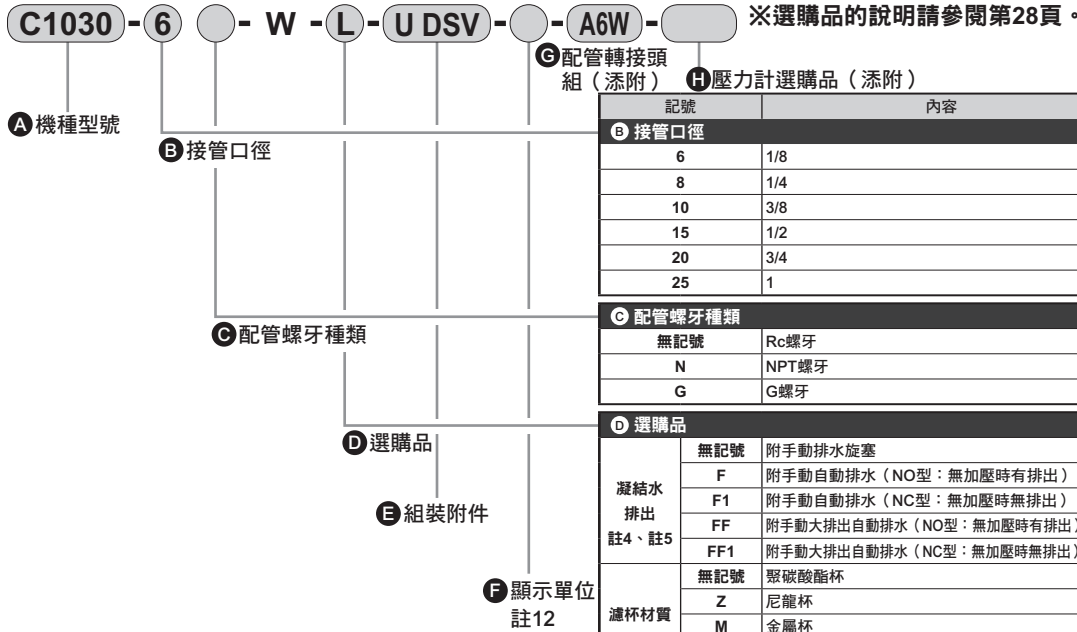 C1030 - 6 - W - L - U DSV - - A6W - ※選購品的說明請參閱第28頁。
G 配管轉接頭
組（添附）
H 壓力計選購品（添附）
A 機種型號
B 接管口徑
C 配管螺牙種類
D 選購品
E 組裝附件
F 顯示單位
註12
記號 內容
B 接管口徑
6 1/8
8 1/4
10 3/8
15 1/2
20 3/4
25 1
C 配管螺牙種類
無記號 Rc螺牙
N NPT螺牙
G G螺牙
D 選購品
凝結水
排出
註4、註5
無記號 附手動排水旋塞
F 附手動自動排水（NO型：無加壓時有排出）
F1 附手動自動排水（NC型：無加壓時無排出）
FF 附手動大排出自動排水（NO型：無加壓時有排出）
FF1 附手動大排出自動排水（NC型：無加壓時無排出）
濾杯材質
無記號 聚碳酸酯杯
Z 尼龍杯
M 金屬杯